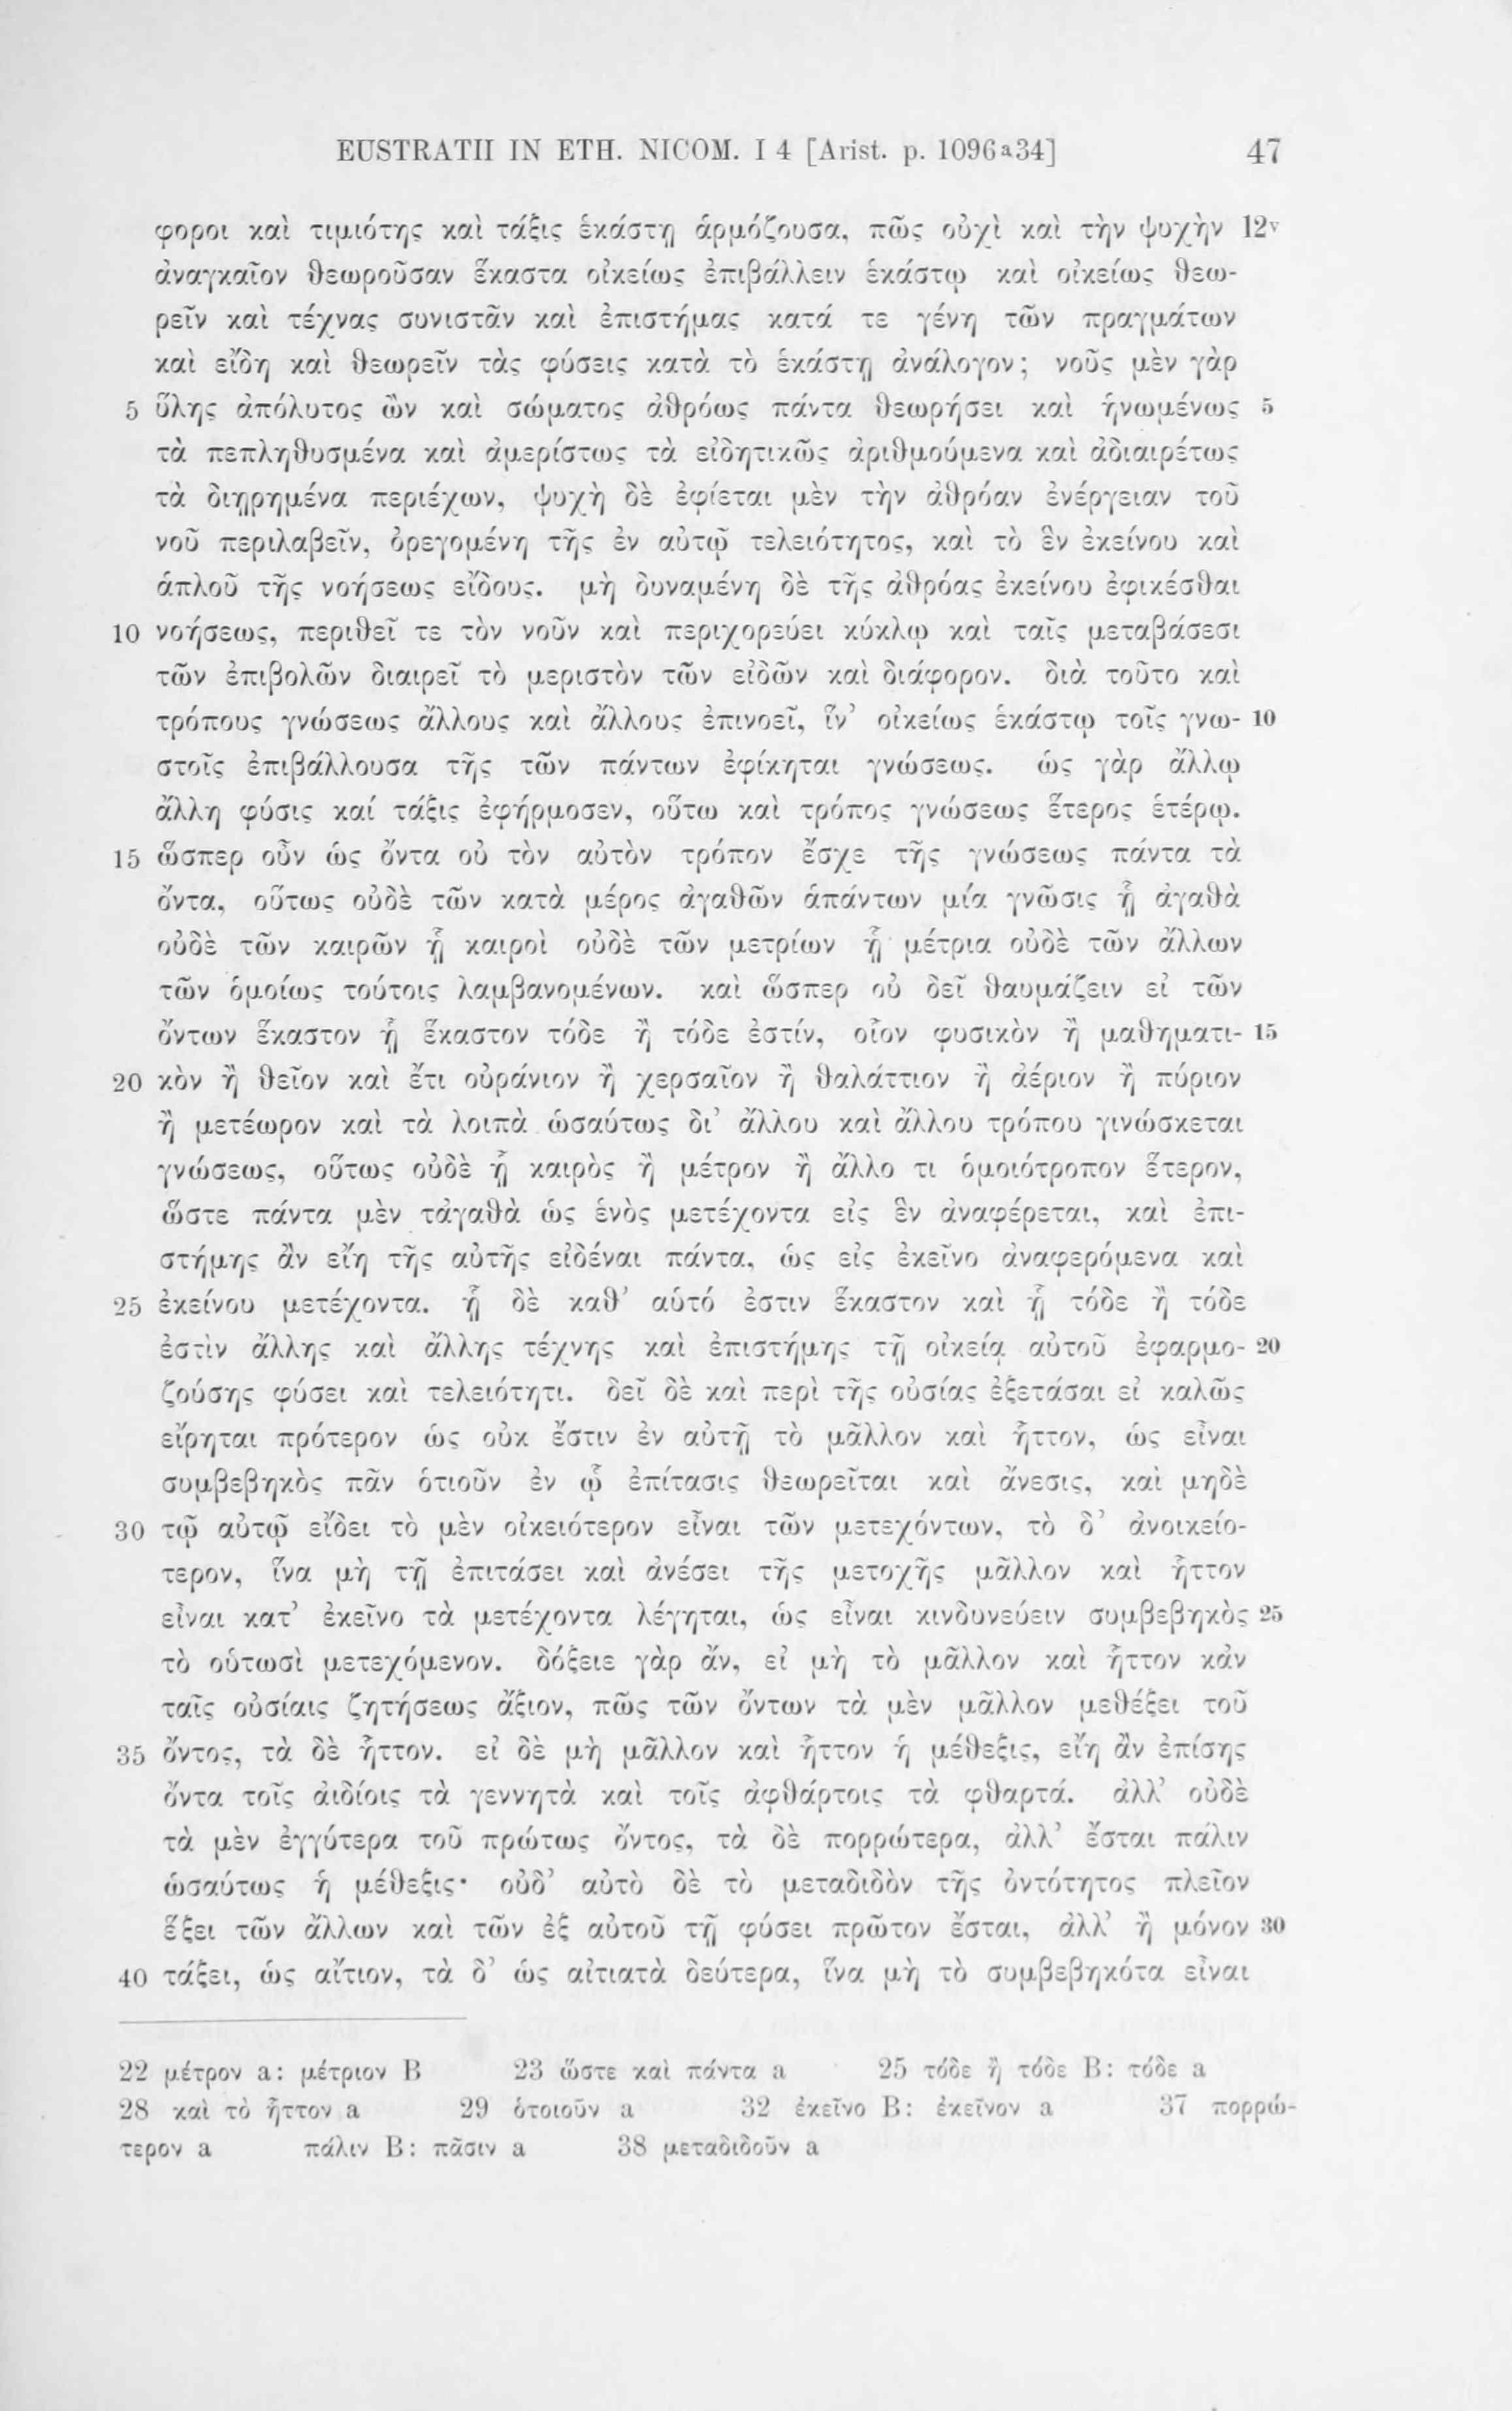 EUSTRATII IN ETH. NICOM. I 4 [Arist. p. 1096a34] 47
φοροι καὶ τιμιότης καὶ τάξις ἑκάστῃ ἁρμόζουσα, πῶς οὐχὶ καὶ τὴν ψυχὴν 12v
ἀναγκαῖον θεωροῦσαν ἕκαστα οἰκείως ἐπιβάλλειν ἑκάστῳ καὶ οἰκείως θεω-
ρεῖν καὶ τέχνας συνιστᾶν καὶ ἐπιστήμας κατά τε γένη τῶν πραγμάτων
καὶ εἴδη καὶ θεωρεῖν τὰς φύσεις κατὰ τὸ ἑκάστῃ ἀνάλογον; νοῦς μὲν γὰρ
5 ὕλης ἀπόλυτος ὢν καὶ σώματος ἀθρόως πάντα θεωρήσει καὶ ἡνωμένως 5
τὰ πεπληθυσμένα καὶ ἀμερίστως τὰ εἰδητικῶς ἀριθμούμενα καὶ ἀδιαιρέτως
τὰ διῃρημένα περιέχων, ψυχὴ δὲ ἐφίεται μὲν τὴν ἀθρόαν ἐνέργειαν τοῦ
νοῦ περιλαβεῖν, ὀρεγομένη τῆς ἐν αὐτῷ τελειότητος, καὶ τὸ ἓν ἐκείνου καὶ
ἁπλοῦ τῆς νοήσεως εἴδους. μὴ δυναμένη δὲ τῆς ἀθρόας ἐκείνου ἐφικέσθαι
10 νοήσεως, περιθεῖ τε τὸν νοῦν καὶ περιχορεύει κύκλῳ καὶ ταῖς μεταβάσεσι
τῶν ἐπιβολῶν διαιρεῖ τὸ μεριστὸν τῶν εἰδῶν καὶ διάφορον. διὰ τοῦτο καὶ
τρόπους γνώσεως ἄλλους καὶ ἄλλους ἐπινοεῖ, ἵν’ οἰκείως ἑκάστῳ τοῖς γνω- 10
στοῖς ἐπιβάλλουσα τῆς τῶν πάντων ἐφίκηται γνώσεως. ὡς γὰρ ἄλλῳ
ἄλλη φύσις καί τάξις ἐφήρμοσεν, οὕτω καὶ τρόπος γνώσεως ἕτερος ἑτέρῳ.
15 ὥσπερ οὖν ὡς ὄντα οὐ τὸν αὐτὸν τρόπον ἔσχε τῆς γνώσεως πάντα τὰ
ὄντα, οὕτως οὐδὲ τῶν κατὰ μέρος ἀγαθῶν ἁπάντων μία γνῶσις ᾗ ἀγαθὰ
οὐδὲ τῶν καιρῶν ᾗ καιροὶ οὐδὲ τῶν μετρίων ᾗ μέτρια οὐδὲ τῶν ἄλλων
τῶν ὁμοίως τούτοις λαμβανομένων. καὶ ὥσπερ οὐ δεῖ θαυμάζειν εἰ τῶν
ὄντων ἕκαστον ᾗ ἕκαστον τόδε ἢ τόδε ἐστίν, οἷον φυσικὸν ἢ μαθηματι- 15
20 κὸν ἢ θεῖον καὶ ἔτι οὐράνιον ἢ χερσαῖον ἢ θαλάττιον ἢ ἀέριον ἢ πύριον
ἢ μετέωρον καὶ τὰ λοιπὰ ὡσαύτως δι’ ἄλλου καὶ ἄλλου τρόπου γινώσκεται
γνώσεως, οὕτως οὐδὲ ᾗ καιρὸς ἢ μέτρον ἢ ἄλλο τι ὁμοιότροπον ἕτερον,
ὥστε πάντα μὲν τἀγαθὰ ὡς ἑνὸς μετέχοντα εἰς ἓν ἀναφέρεται, καὶ ἐπι-
στήμης ἂν εἴη τῆς αὐτῆς εἰδέναι πάντα, ὡς εἰς ἐκεῖνο ἀναφερόμενα καὶ
25 ἐκείνου μετέχοντα. ᾗ δὲ καθ’ αὑτό ἐστιν ἕκαστον καὶ ᾗ τόδε ἢ τόδε
ἐστὶν ἄλλης καὶ ἄλλης τέχνης καὶ ἐπιστήμης τῇ οἰκείᾳ αὐτοῦ ἐφαρμο- 20
ζούσης φύσει καὶ τελειότητι. δεῖ δὲ καὶ περὶ τῆς οὐσίας ἐξετάσαι εἰ καλῶς
εἴρηται πρότερον ὡς οὐκ ἔστιν ἐν αὐτῇ τὸ μᾶλλον καὶ ἧττον, ὡς εἶναι
συμβεβηκὸς πᾶν ὁτιοῦν ἐν ᾧ ἐπίτασις θεωρεῖται καὶ ἄνεσις, καὶ μηδὲ
30 τῷ αὐτῷ εἴδει τὸ μὲν οἰκειότερον εἶναι τῶν μετεχόντων, τὸ δ’ ἀνοικειό-
τερον, ἵνα μὴ τῇ ἐπιτάσει καὶ ἀνέσει τῆς μετοχῆς μᾶλλον καὶ ἧττον
εἶναι κατ’ ἐκεῖνο τὰ μετέχοντα λέγηται, ὡς εἶναι κινδυνεύειν συμβεβηκὸς 25
τὸ οὑτωσὶ μετεχόμενον. δόξειε γὰρ ἄν, εἰ μὴ τὸ μᾶλλον καὶ ἧττον κἀν
ταῖς οὐσίαις ζητήσεως ἄξιον, πῶς τῶν ὄντων τὰ μὲν μᾶλλον μεθέξει τοῦ
35 ὄντος, τὰ δὲ ἧττον. εἰ δὲ μὴ μᾶλλον καὶ ἧττον ἡ μέθεξις, εἴη ἂν ἐπίσης
ὄντα τοῖς ἀιδίοις τὰ γεννητὰ καὶ τοῖς ἀφθάρτοις τὰ φθαρτά. ἀλλ’ οὐδὲ
τὰ μὲν ἐγγύτερα τοῦ πρώτως ὄντος, τὰ δὲ πορρώτερα, ἀλλ’ ἔσται πάλιν
ὡσαύτως ἡ μέθεξις· οὐδ’ αὐτὸ δὲ τὸ μεταδιδὸν τῆς ὀντότητος πλεῖον
ἕξει τῶν ἄλλων καὶ τῶν ἐξ αὐτοῦ τῇ φύσει πρῶτον ἔσται, ἀλλ’ ἢ μόνον 30
40 τάξει, ὡς αἴτιον, τὰ δ’ ὡς αἰτιατὰ δεύτερα, ἵνα μὴ τὸ συμβεβηκότα εἶναι
22 μέτρον a: μέτριον B 23 ὥστε καὶ πάντα a 25 τόδε ἢ τόδε B: τόδε a
28 καὶ τὸ ἧττον a 29 ὁτοιοῦν a 32 ἐκεῖνο B: ἐκεῖνον a 37 πορρώ-
τερον a πάλιν B: πᾶσιν a 38 μεταδιδοῦν a